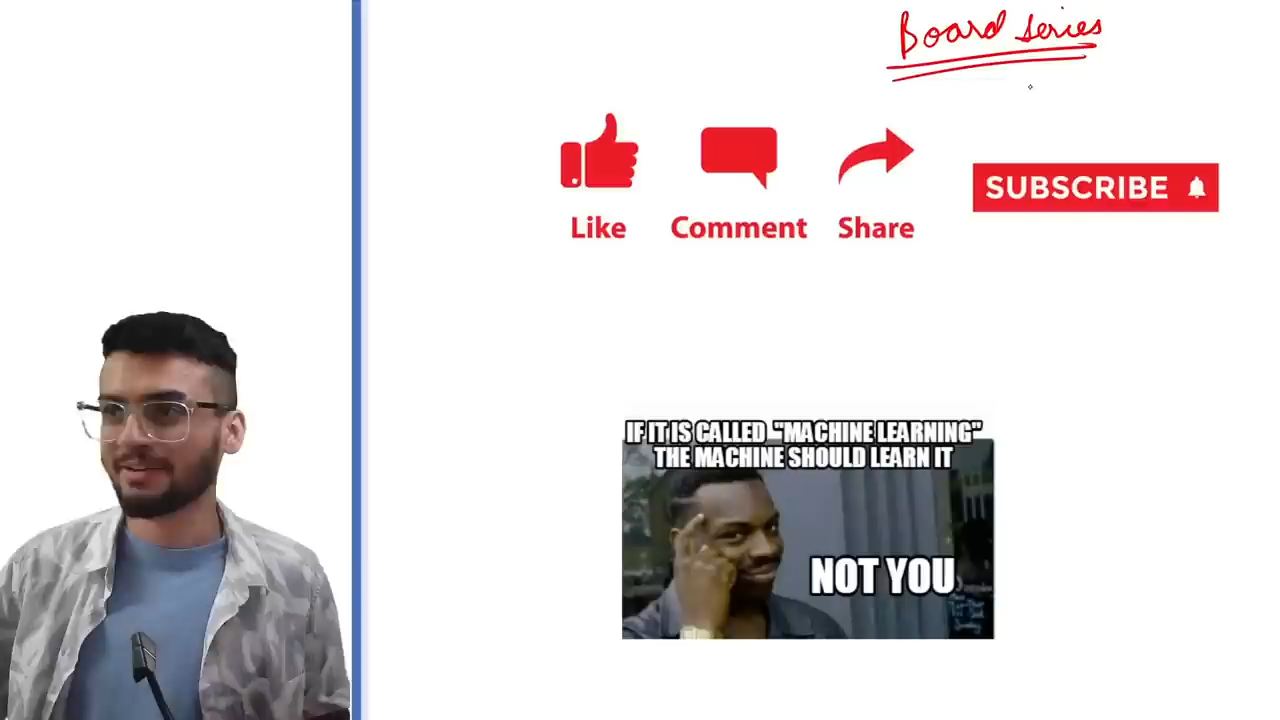 Board Series
Like
Comment
Share
SUBSCRIBE
IF IT IS CALLED "MACHINE LEARNING"
THE MACHINE SHOULD LEARN IT
NOT YOU